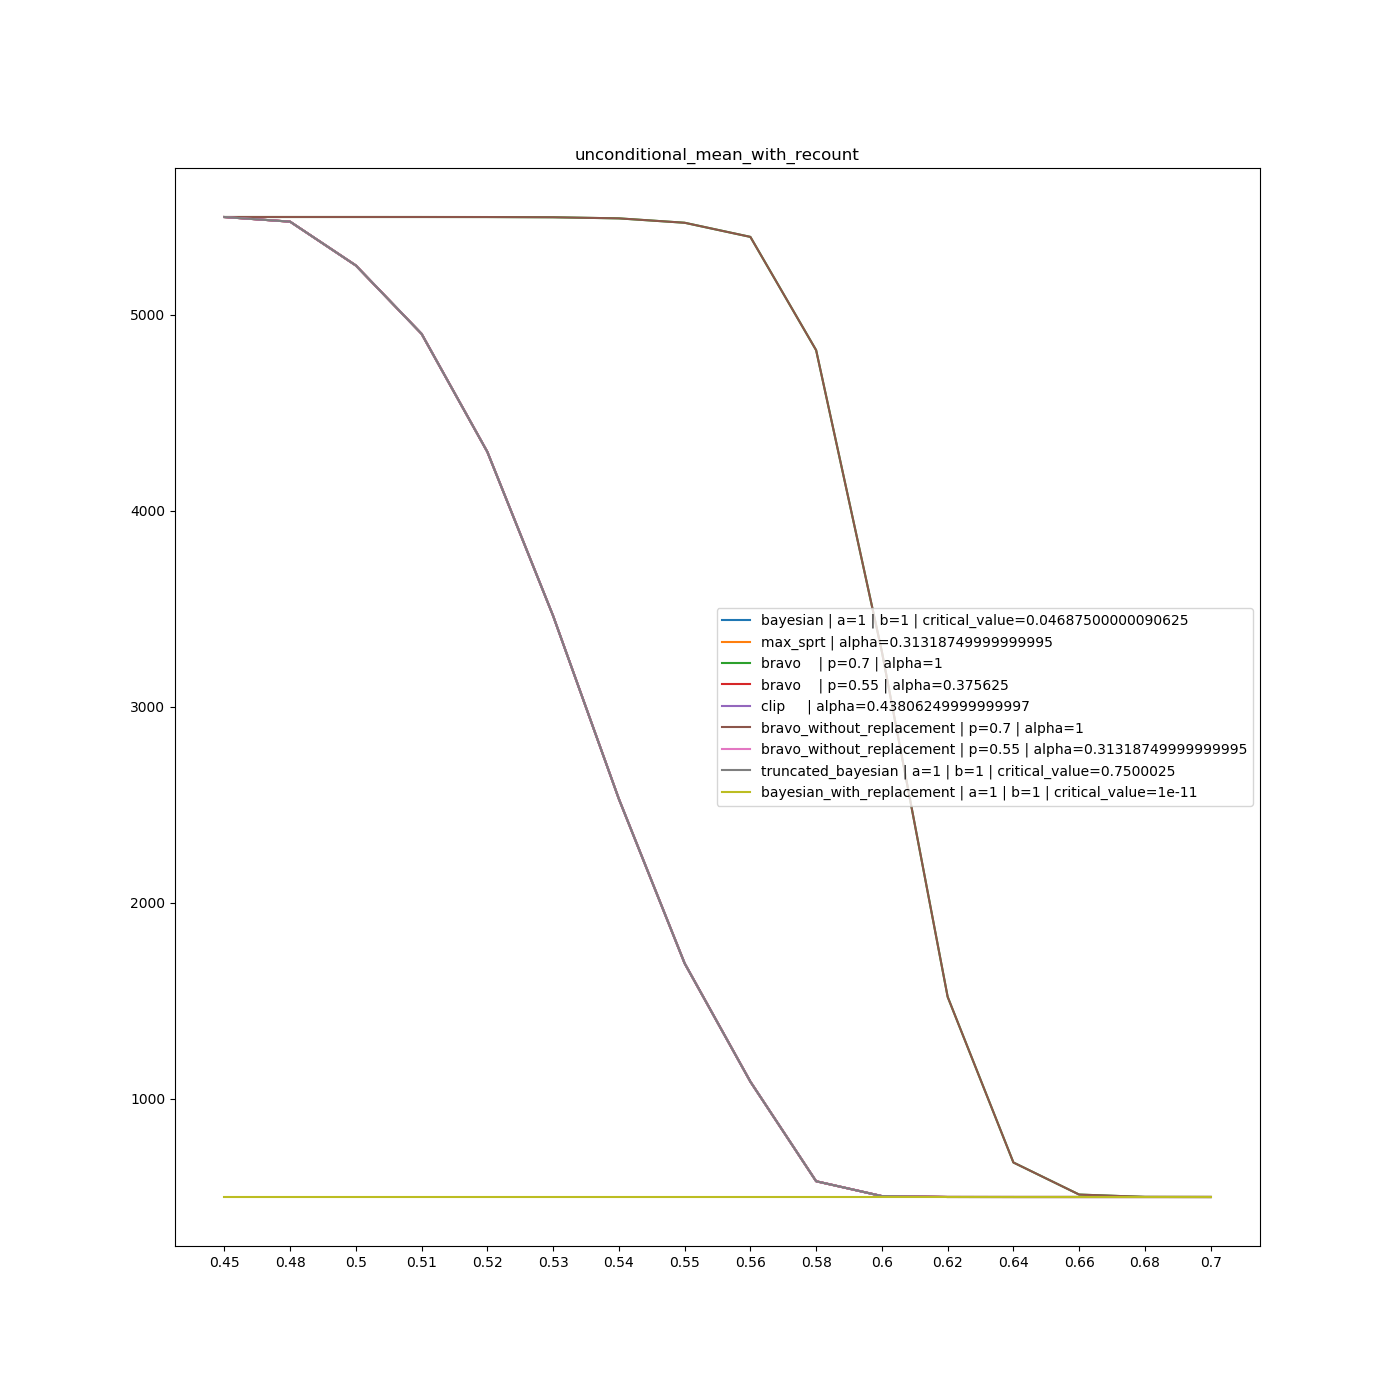 unconditional_mean_with_recount
5000
4000
3000
2000
1000
bayesian | a=1 | b=1 | critical_value=0.04687500000090625
max_sprt | alpha=0.31318749999999995
bravo | p=0.7 | alpha=1
bravo | p=0.55 | alpha=0.375625
clip | alpha=0.43806249999999997
bravo_without_replacement | p=0.7 | alpha=1
bravo_without_replacement | p=0.55 | alpha=0.31318749999999995
truncated_bayesian | a=1 | b=1 | critical_value=0.7500025
bayesian_with_replacement | a=1 | b=1 | critical_value=1e-11
0.45 0.48 0.5 0.51 0.52 0.53 0.54 0.55 0.56 0.58 0.6 0.62 0.64 0.66 0.68 0.7